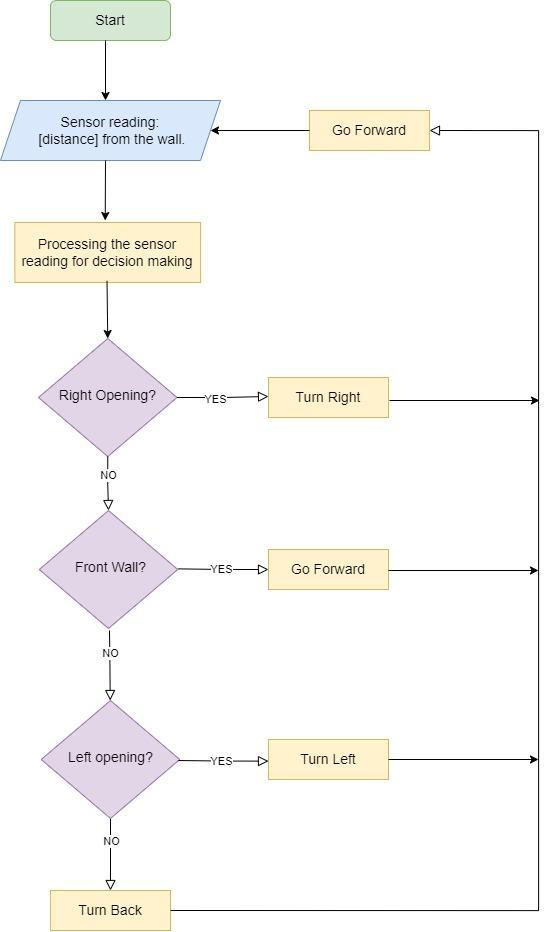 Start
Sensor reading:
[distance] from the wall.
Go Forward
Processing the sensor
reading for decision making
Right Opening?
YES
Turn Right
NO
Front Wall?
YES
Go Forward
NO
Left opening?
YES
Turn Left
NO
Turn Back